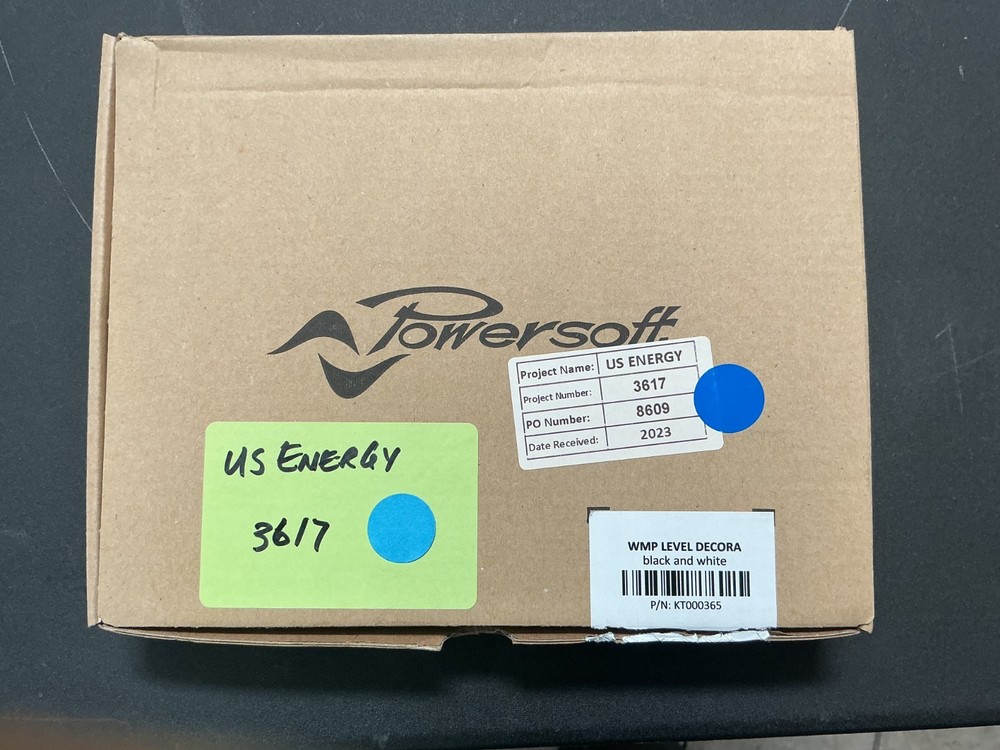 Powersoft
Project Name: US ENERGY
Project Number: 3617
PO Number: 8609
Date Received: 2023
US ENERGY
3617
WMP LEVEL DECORA
black and white
P/N: KT000365